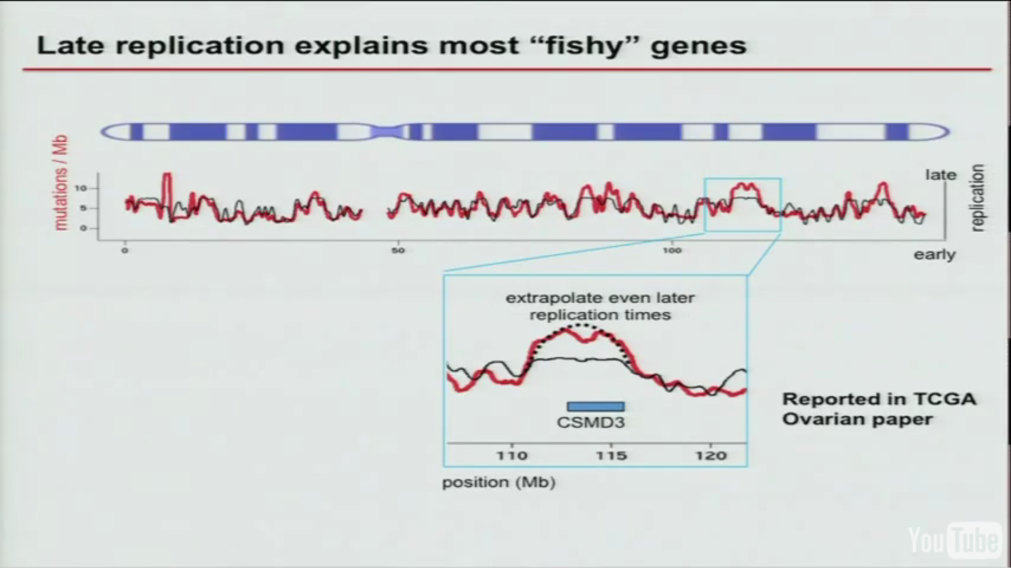 Late replication explains most “fishy” genes
mutations / Mb
10
5
0
late
replication
early
0
50
100
extrapolate even later
replication times
CSMD3
110
115
120
position (Mb)
Reported in TCGA
Ovarian paper
YouTube